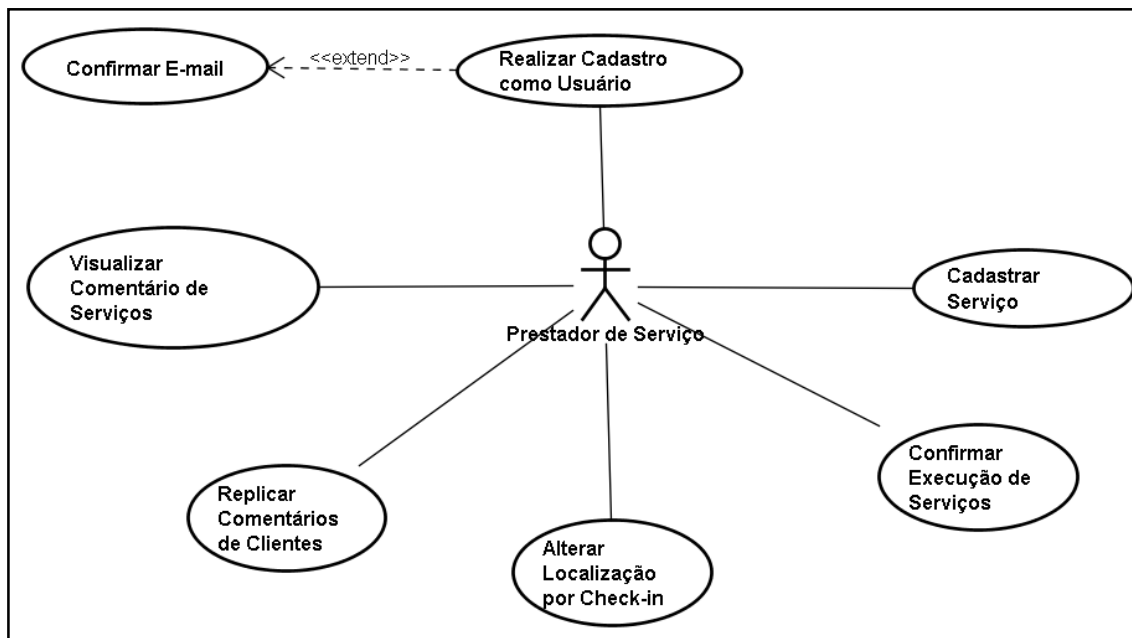 Confirmar E-mail
<<extend>>
Realizar Cadastro
como Usuário
Visualizar
Comentário de
Serviços
Prestador de Serviço
Cadastrar
Serviço
Replicar
Comentários
de Clientes
Alterar
Localização
por Check-in
Confirmar
Execução de
Serviços